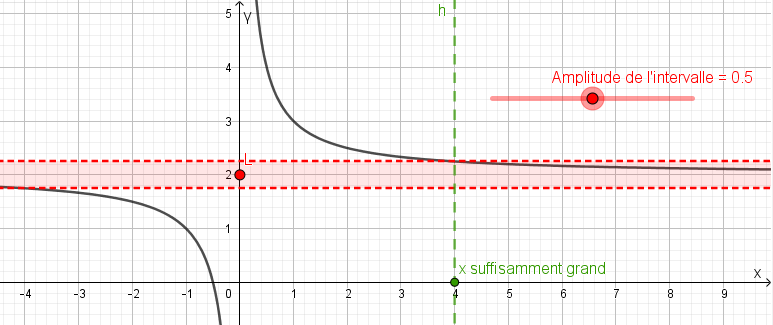 5
y
h
Amplitude de l'intervalle = 0.5
4
3
L
2
1
x suffisamment grand
x
-4 -3 -2 -1 0 1 2 3 4 5 6 7 8 9